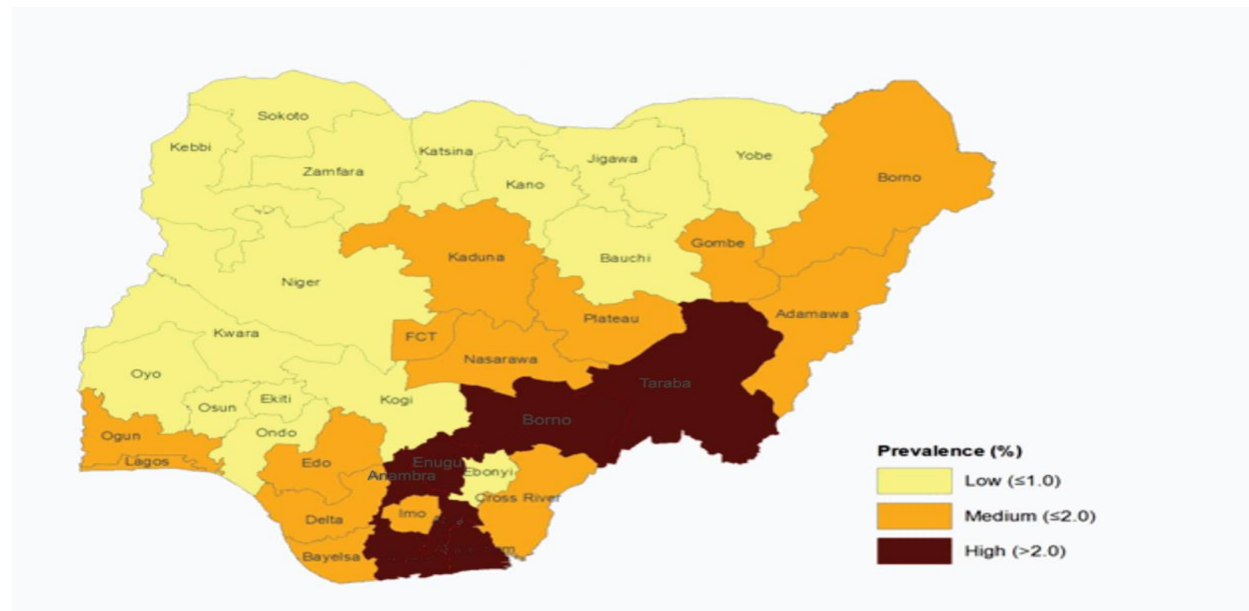 Sokoto
Kebbi
Zamfara
Katsina
Kano
Jigawa
Yobe
Borno
Bauchi
Gombe
Kaduna
Niger
Plateau
Adamawa
FCT
Nasarawa
Kwara
Oyo
Taraba
Osun
Ekiti
Kogi
Borno
Ondo
Ogun
Lagos
Edo
Enugu
Anambra
Ebonyi
Cross River
Imo
Delta
Bayelsa
Prevalence (%)
Low (≤1.0)
Medium (≤2.0)
High (>2.0)